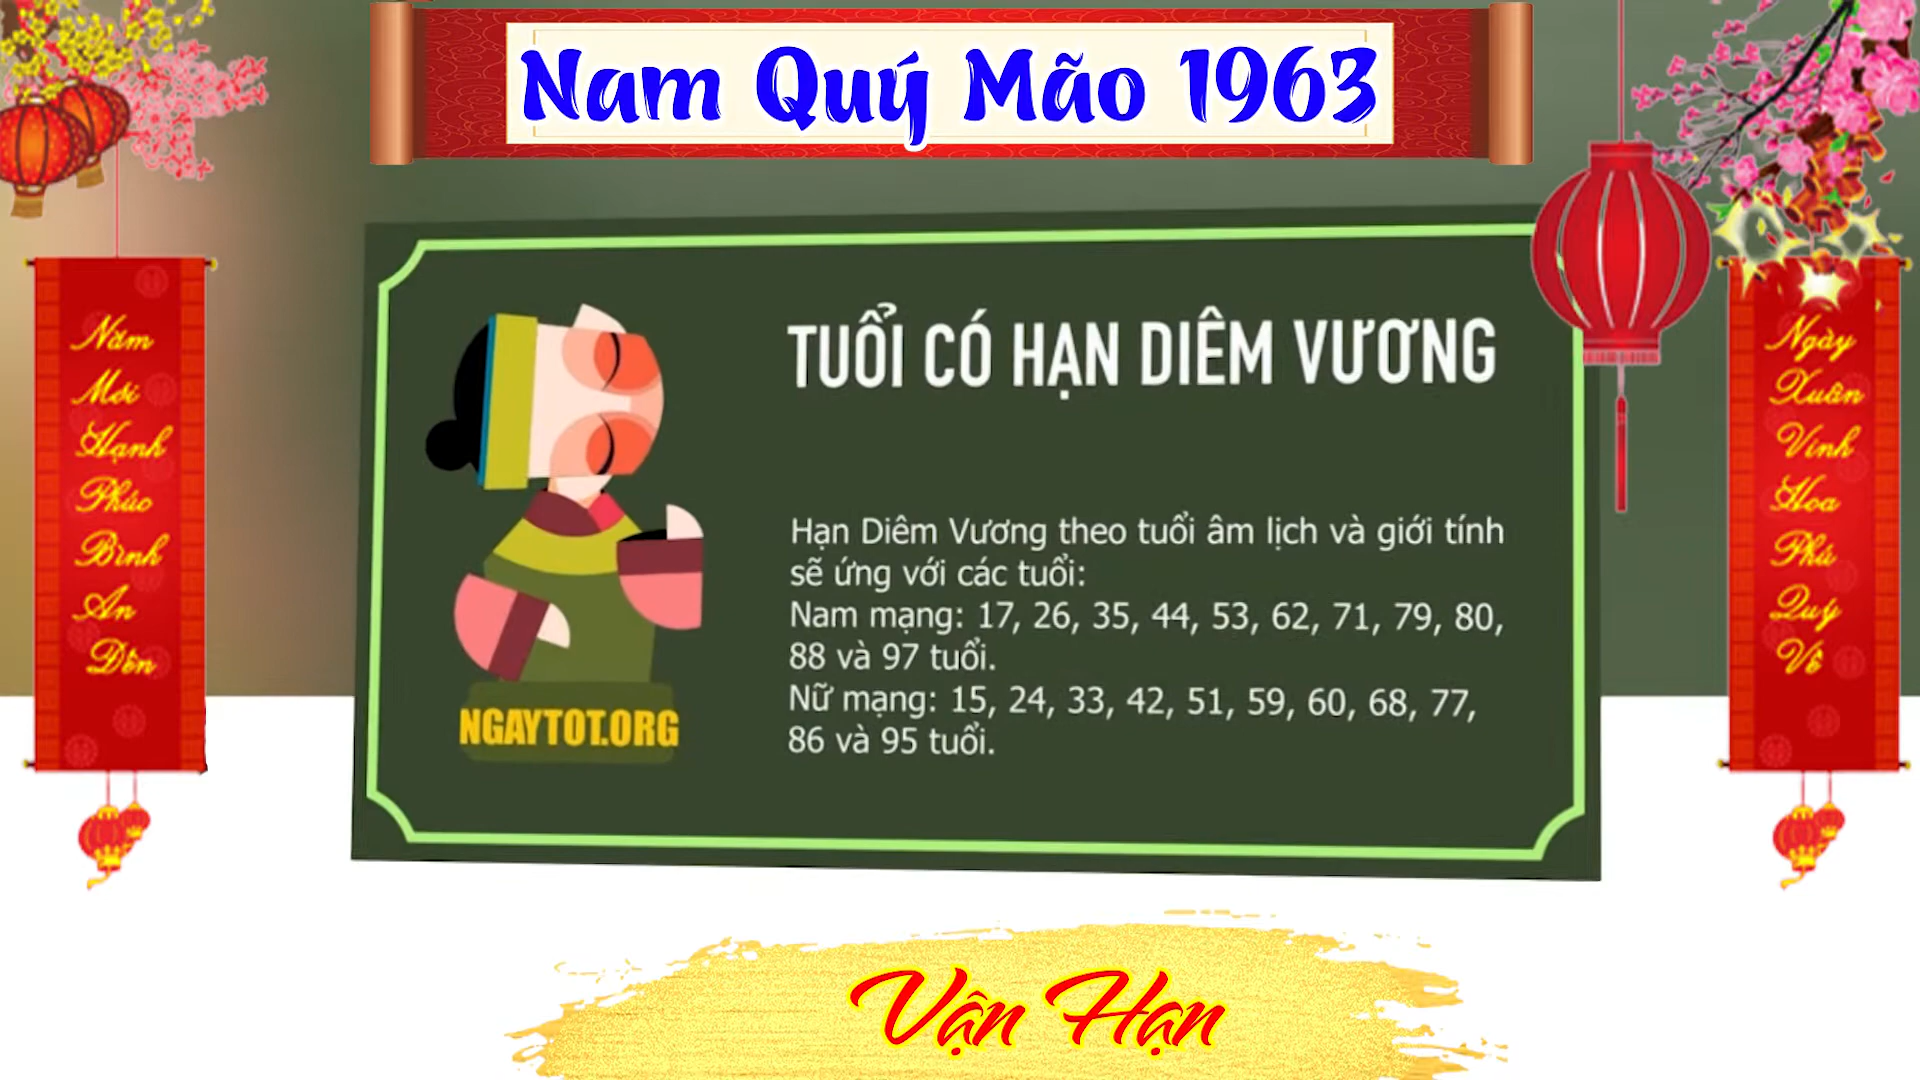 Nam Quý Mão 1963
Năm
Mới
Hạnh
Phúc
Bình
An
Đến
TUỔI CÓ HẠN DIÊM VƯƠNG
Hạn Diêm Vương theo tuổi âm lịch và giới tính
sẽ ứng với các tuổi:
Nam mạng: 17, 26, 35, 44, 53, 62, 71, 79, 80,
88 và 97 tuổi.
Nữ mạng: 15, 24, 33, 42, 51, 59, 60, 68, 77,
86 và 95 tuổi.
NGAYTOT.ORG
Ngày
Xuân
Vinh
Hoa
Phú
Quý
Về
Vận Hạn